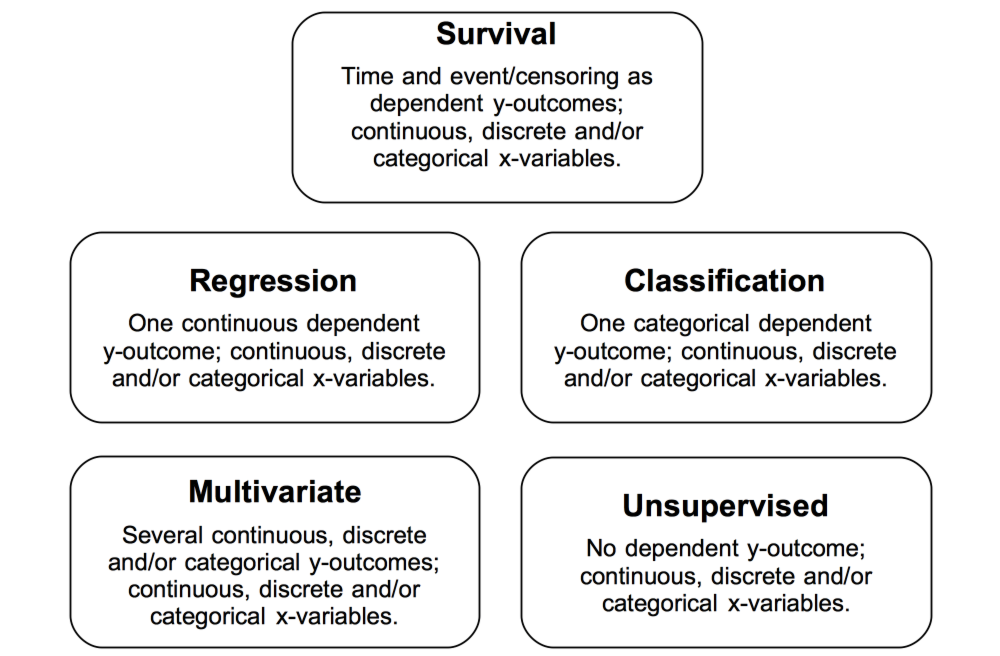 Survival
Time and event/censoring as
dependent y-outcomes;
continuous, discrete and/or
categorical x-variables.
Regression
One continuous dependent
y-outcome; continuous, discrete
and/or categorical x-variables.
Classification
One categorical dependent
y-outcome; continuous, discrete
and/or categorical x-variables.
Multivariate
Several continuous, discrete
and/or categorical y-outcomes;
continuous, discrete and/or
categorical x-variables.
Unsupervised
No dependent y-outcome;
continuous, discrete and/or
categorical x-variables.